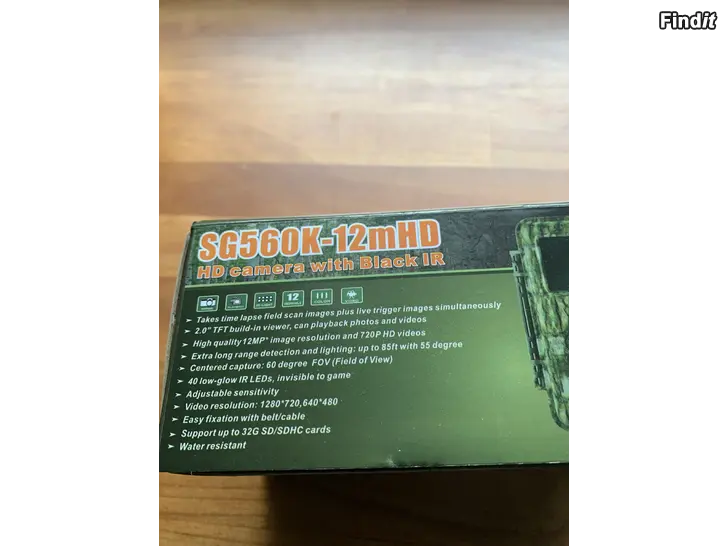 Findit
SG560K-12mHD
HD camera with Black IR
12
➤ Takes time lapse field scan images plus live trigger images simultaneously
➤ 2.0" TFT build-in viewer, can playback photos and videos
➤ High quality 12MP* image resolution and 720P HD videos
➤ Extra long range detection and lighting: up to 85ft with 55 degree
➤ Centered capture: 60 degree FOV (Field of View)
➤ 40 low-glow IR LEDs, invisible to game
➤ Adjustable sensitivity
➤ Video resolution: 1280*720,640*480
➤ Easy fixation with belt/cable
➤ Support up to 32G SD/SDHC cards
➤ Water resistant